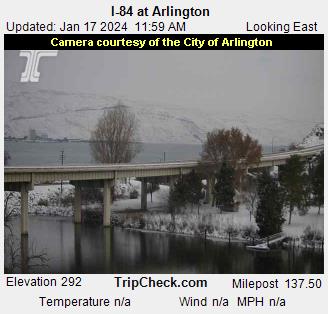 I-84 at Arlington
Updated: Jan 17 2024 11:59 AM Looking East
Camera courtesy of the City of Arlington
Elevation 292 TripCheck.com Milepost 137.50
Temperature n/a Wind n/a MPH n/a